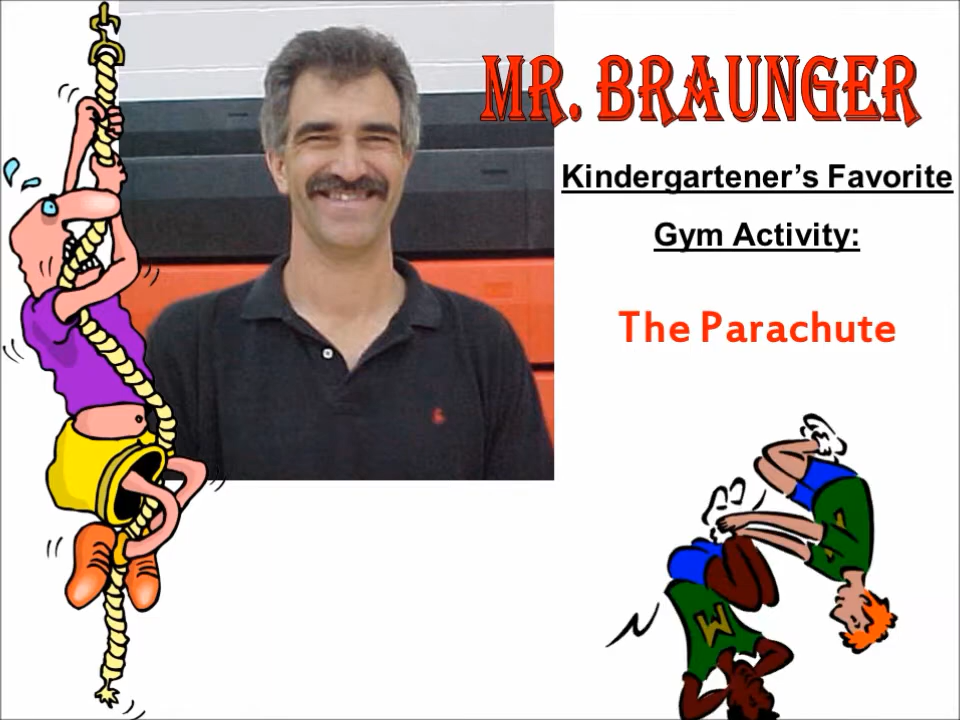 MR. BRAUNGER
Kindergartener's Favorite
Gym Activity:
The Parachute
W